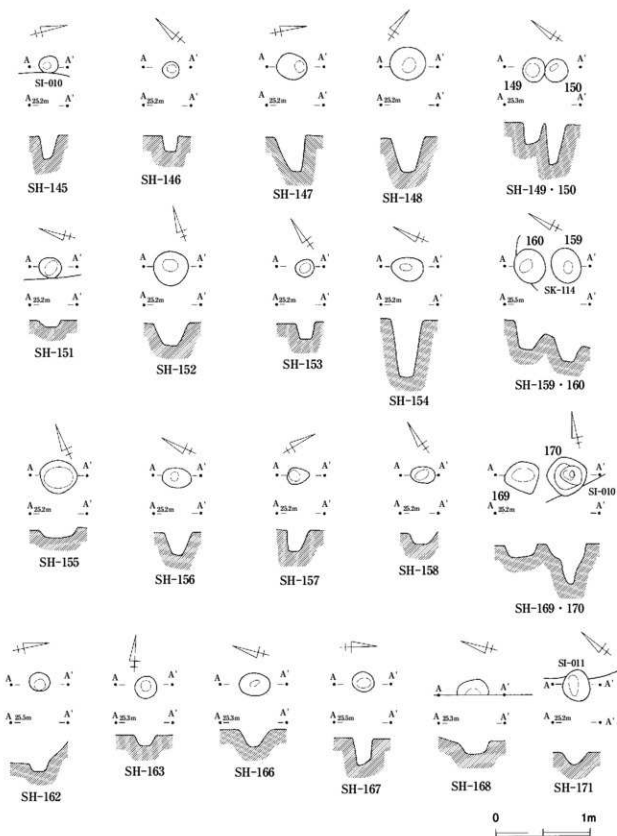 A A' A A' A A' A A' A A'
SI-010 149 150
A 25.2m A' A 25.2m A' A 25.2m A' A 25.2m A' A 25.3m A'
SH-145 SH-146 SH-147 SH-148 SH-149・150
160 159
A A' A A' A A' A A' A A'
SK-114
A 25.2m A' A 25.2m A' A 25.2m A' A 25.2m A' A 25.5m A'
SH-151 SH-152 SH-153 SH-154 SH-159・160
170
A A' A A' A A' A A' A A'
169 SI-010
A 25.2m A' A 25.2m A' A 25.2m A' A 25.2m A' A 25.2m A'
SH-155 SH-156 SH-157 SH-158 SH-169・170
SI-011
A A' A A' A A' A A' A A' A A'
A 25.5m A' A 25.3m A' A 25.3m A' A 25.5m A' A 25.3m A' A 25.2m A'
SH-162 SH-163 SH-166 SH-167 SH-168 SH-171
0 1m